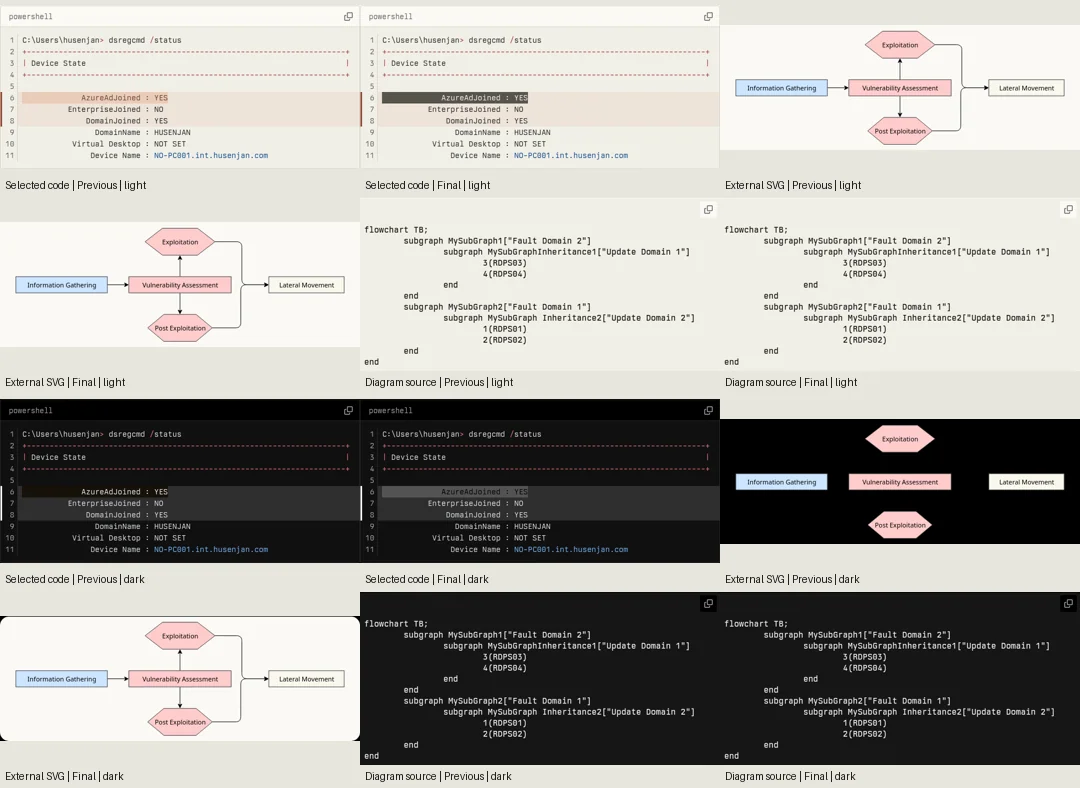 powershell
1 C:\Users\husenjan> dsregcmd /status
2 +----------------------------------------------------------------------+
3 | Device State |
4 +----------------------------------------------------------------------+
5
6 AzureAdJoined : YES
7 EnterpriseJoined : NO
8 DomainJoined : YES
9 DomainName : HUSENJAN
10 Virtual Desktop : NOT SET
11 Device Name : NO-PC001.int.husenjan.com
Selected code | Previous | light
powershell
1 C:\Users\husenjan> dsregcmd /status
2 +----------------------------------------------------------------------+
3 | Device State |
4 +----------------------------------------------------------------------+
5
6 AzureAdJoined : YES
7 EnterpriseJoined : NO
8 DomainJoined : YES
9 DomainName : HUSENJAN
10 Virtual Desktop : NOT SET
11 Device Name : NO-PC001.int.husenjan.com
Selected code | Final | light
Exploitation
Information Gathering
Vulnerability Assessment
Lateral Movement
Post Exploitation
External SVG | Previous | light
Exploitation
Information Gathering
Vulnerability Assessment
Lateral Movement
Post Exploitation
External SVG | Final | light
flowchart TB;
subgraph MySubGraph1["Fault Domain 2"]
subgraph MySubGraphInheritance1["Update Domain 1"]
3(RDPS03)
4(RDPS04)
end
end
subgraph MySubGraph2["Fault Domain 1"]
subgraph MySubGraph Inheritance2["Update Domain 2"]
1(RDPS01)
2(RDPS02)
end
end
Diagram source | Previous | light
flowchart TB;
subgraph MySubGraph1["Fault Domain 2"]
subgraph MySubGraphInheritance1["Update Domain 1"]
3(RDPS03)
4(RDPS04)
end
end
subgraph MySubGraph2["Fault Domain 1"]
subgraph MySubGraph Inheritance2["Update Domain 2"]
1(RDPS01)
2(RDPS02)
end
end
Diagram source | Final | light
powershell
1 C:\Users\husenjan> dsregcmd /status
2 +----------------------------------------------------------------------+
3 | Device State |
4 +----------------------------------------------------------------------+
5
6 AzureAdJoined : YES
7 EnterpriseJoined : NO
8 DomainJoined : YES
9 DomainName : HUSENJAN
10 Virtual Desktop : NOT SET
11 Device Name : NO-PC001.int.husenjan.com
Selected code | Previous | dark
powershell
1 C:\Users\husenjan> dsregcmd /status
2 +----------------------------------------------------------------------+
3 | Device State |
4 +----------------------------------------------------------------------+
5
6 AzureAdJoined : YES
7 EnterpriseJoined : NO
8 DomainJoined : YES
9 DomainName : HUSENJAN
10 Virtual Desktop : NOT SET
11 Device Name : NO-PC001.int.husenjan.com
Selected code | Final | dark
Exploitation
Information Gathering
Vulnerability Assessment
Lateral Movement
Post Exploitation
External SVG | Previous | dark
Exploitation
Information Gathering
Vulnerability Assessment
Lateral Movement
Post Exploitation
External SVG | Final | dark
flowchart TB;
subgraph MySubGraph1["Fault Domain 2"]
subgraph MySubGraphInheritance1["Update Domain 1"]
3(RDPS03)
4(RDPS04)
end
end
subgraph MySubGraph2["Fault Domain 1"]
subgraph MySubGraph Inheritance2["Update Domain 2"]
1(RDPS01)
2(RDPS02)
end
end
Diagram source | Previous | dark
flowchart TB;
subgraph MySubGraph1["Fault Domain 2"]
subgraph MySubGraphInheritance1["Update Domain 1"]
3(RDPS03)
4(RDPS04)
end
end
subgraph MySubGraph2["Fault Domain 1"]
subgraph MySubGraph Inheritance2["Update Domain 2"]
1(RDPS01)
2(RDPS02)
end
end
Diagram source | Final | dark